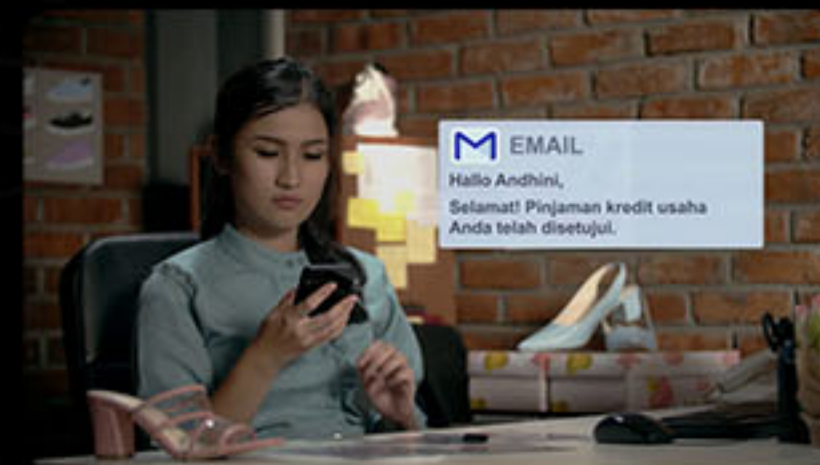 EMAIL
Hallo Andhini,
Selamat! Pinjaman kredit usaha
Anda telah disetujui.